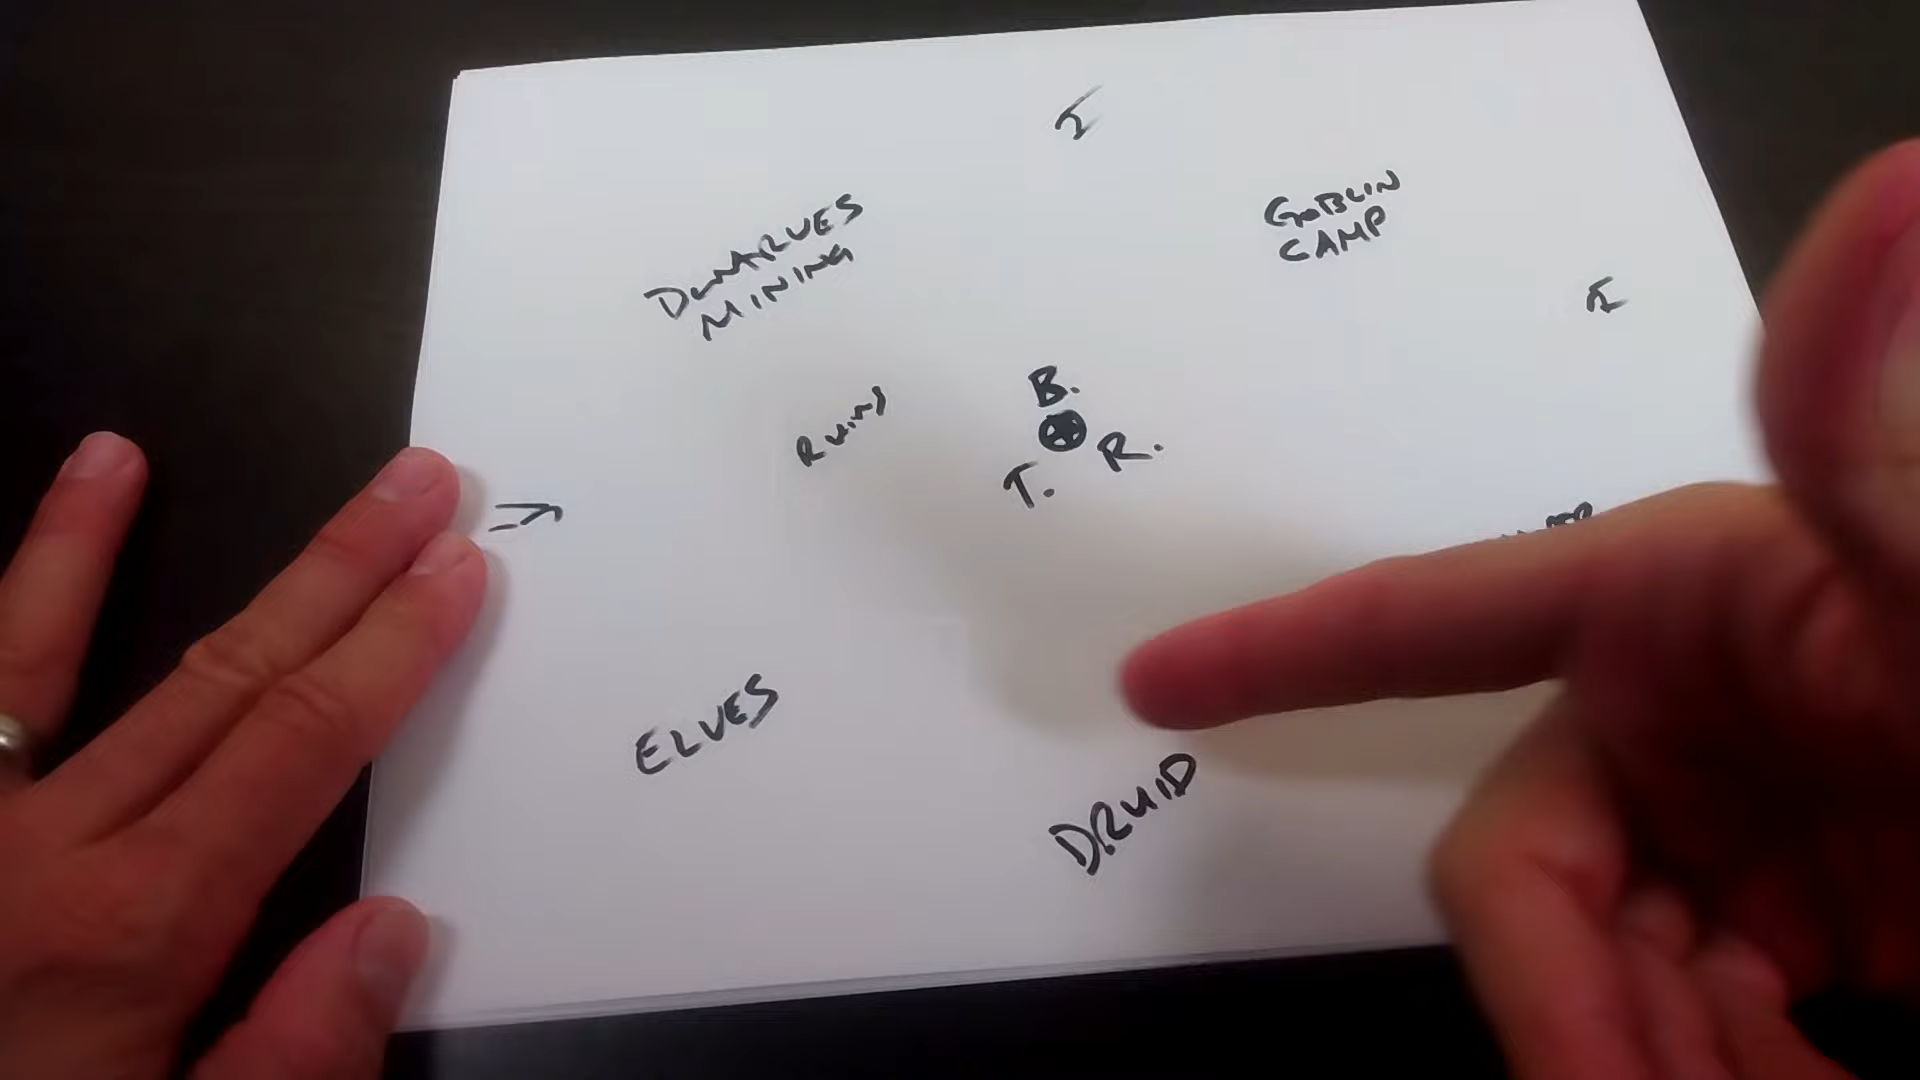 I
GOBLIN
CAMP
DWARVES
MINING
I
B.
RUINS
R.
T.
ELVES
DRUID